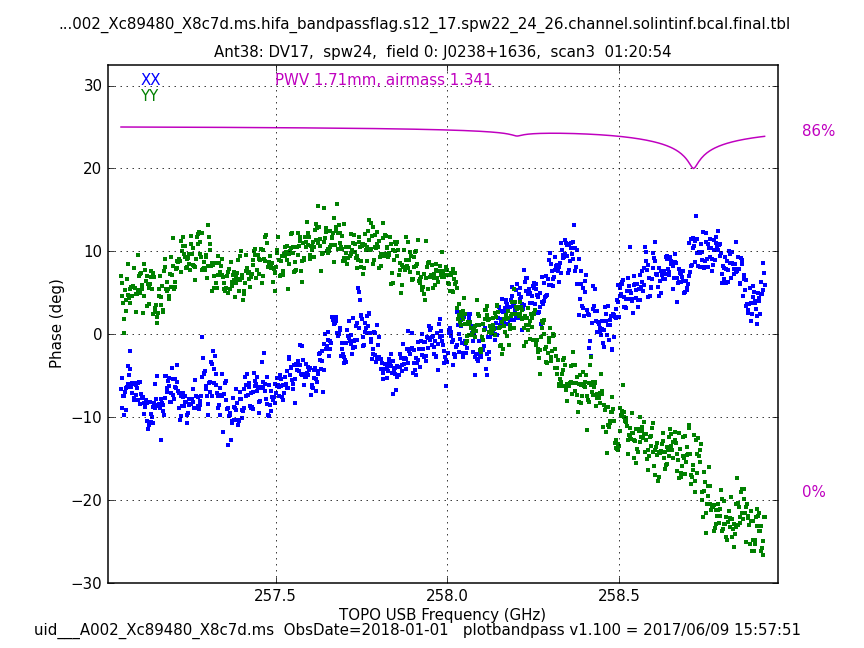 ...002_Xc89480_X8c7d.ms.hifa_bandpassflag.s12_17.spw22_24_26.channel.solintinf.bcal.final.tbl
Ant38: DV17,  spw24,  field 0: J0238+1636,  scan3  01:20:54
XX
PWV 1.71mm, airmass 1.341
YY
30
20
10
0
−10
−20
−30
86%
0%
Phase (deg)
257.5
258.0
258.5
TOPO USB Frequency (GHz)
uid___A002_Xc89480_X8c7d.ms  ObsDate=2018-01-01   plotbandpass v1.100 = 2017/06/09 15:57:51